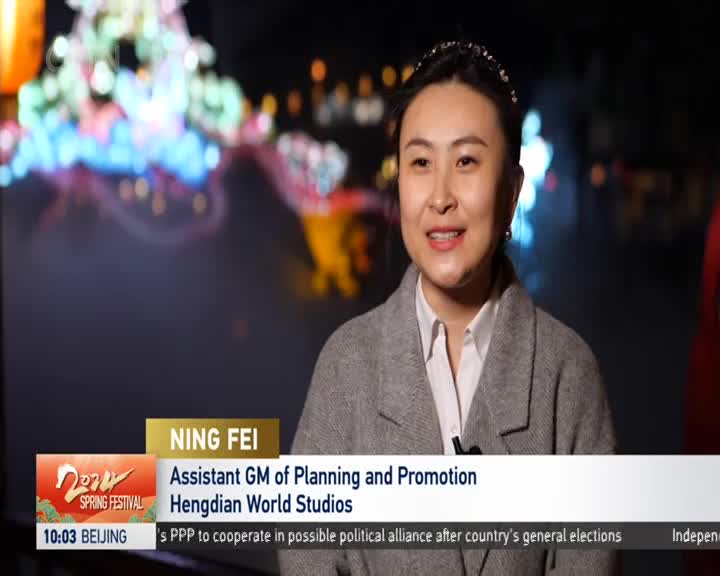 NING FEI
Assistant GM of Planning and Promotion
Hengdian World Studios
2024
SPRING FESTIVAL
10:03 BEIJING
's PPP to cooperate in possible political alliance after country's general elections Indepen